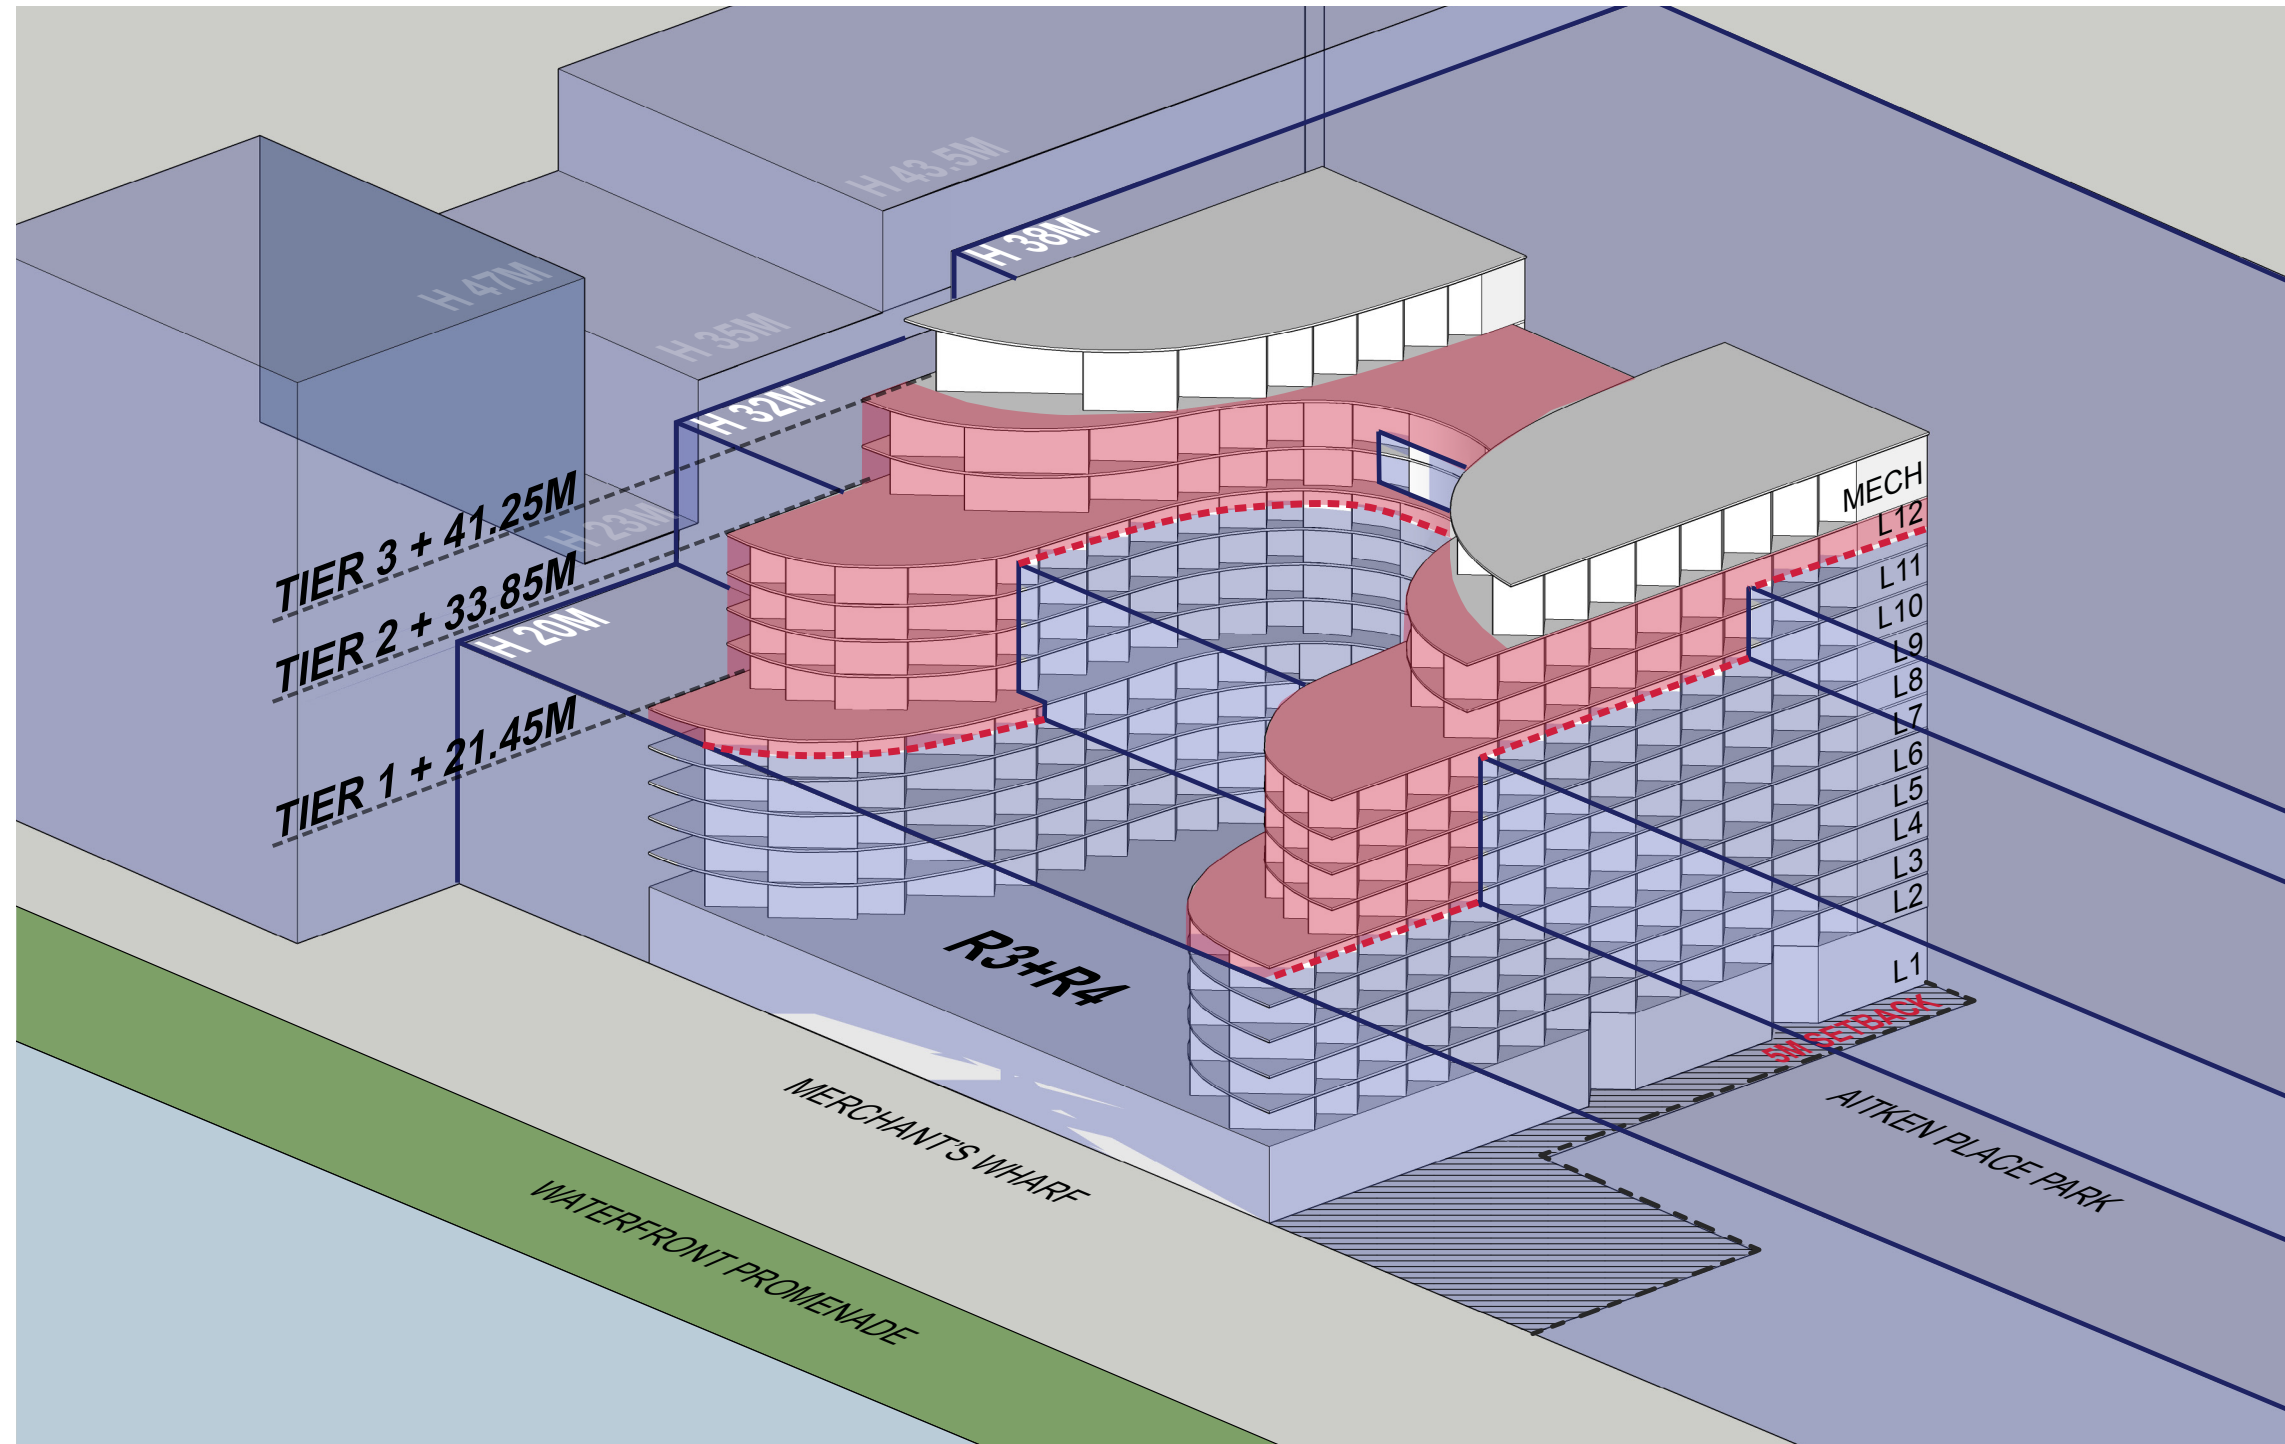 H 43.5M
H 38M
H 47M
H 35M
H 32M
TIER 3 + 41.25M
H 23M
TIER 2 + 33.85M
H 20M
TIER 1 + 21.45M
MECH
L12
L11
L10
L9
L8
L7
L6
L5
L4
L3
L2
L1
R3+R4
5M SETBACK
AITKEN PLACE PARK
MERCHANT'S WHARF
WATERFRONT PROMENADE